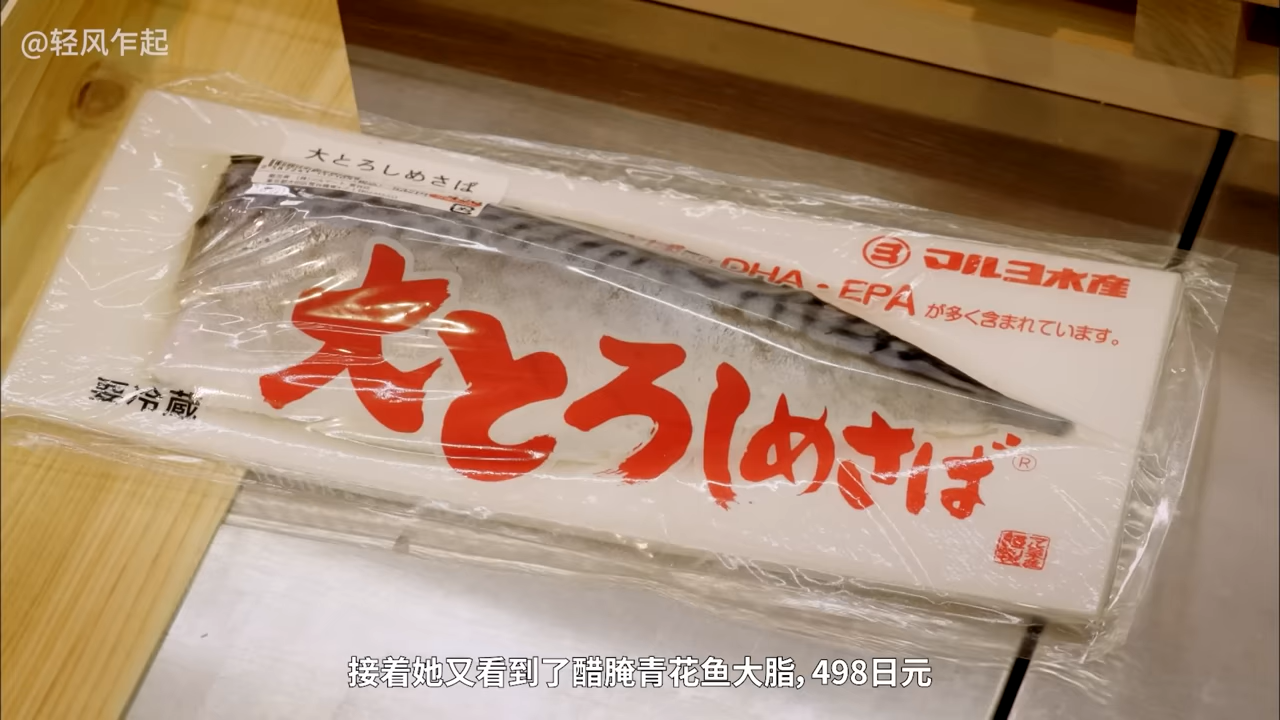 @轻风乍起
大とろしめさば
マルヨ水産
DHA・EPA が多く含まれています。
大とろしめさば®
要冷蔵
接着她又看到了醋腌青花鱼大脂, 498日元